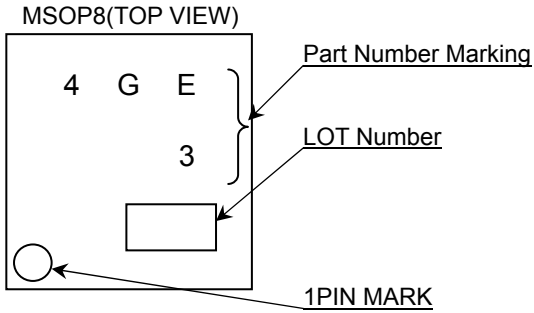 MSOP8(TOP VIEW)
Part Number Marking
4 G E
LOT Number
3
1PIN MARK